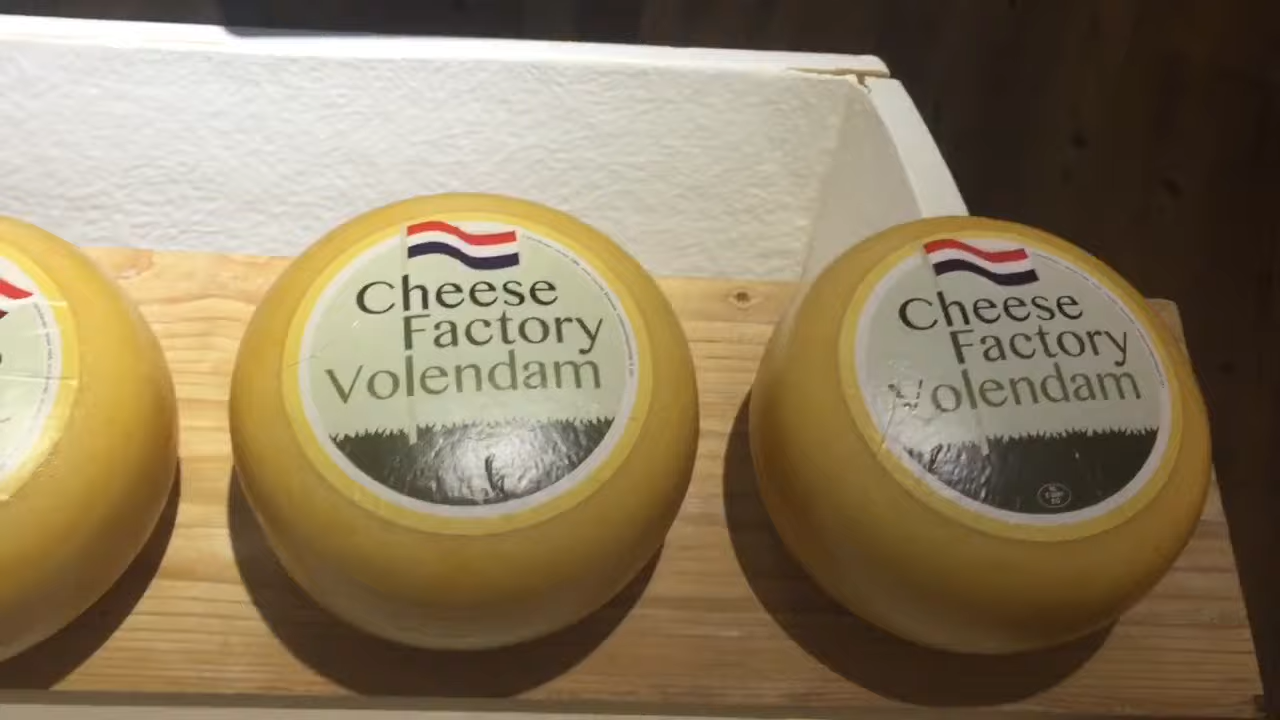 Cheese
Factory
Volendam
Cheese
Factory
Volendam